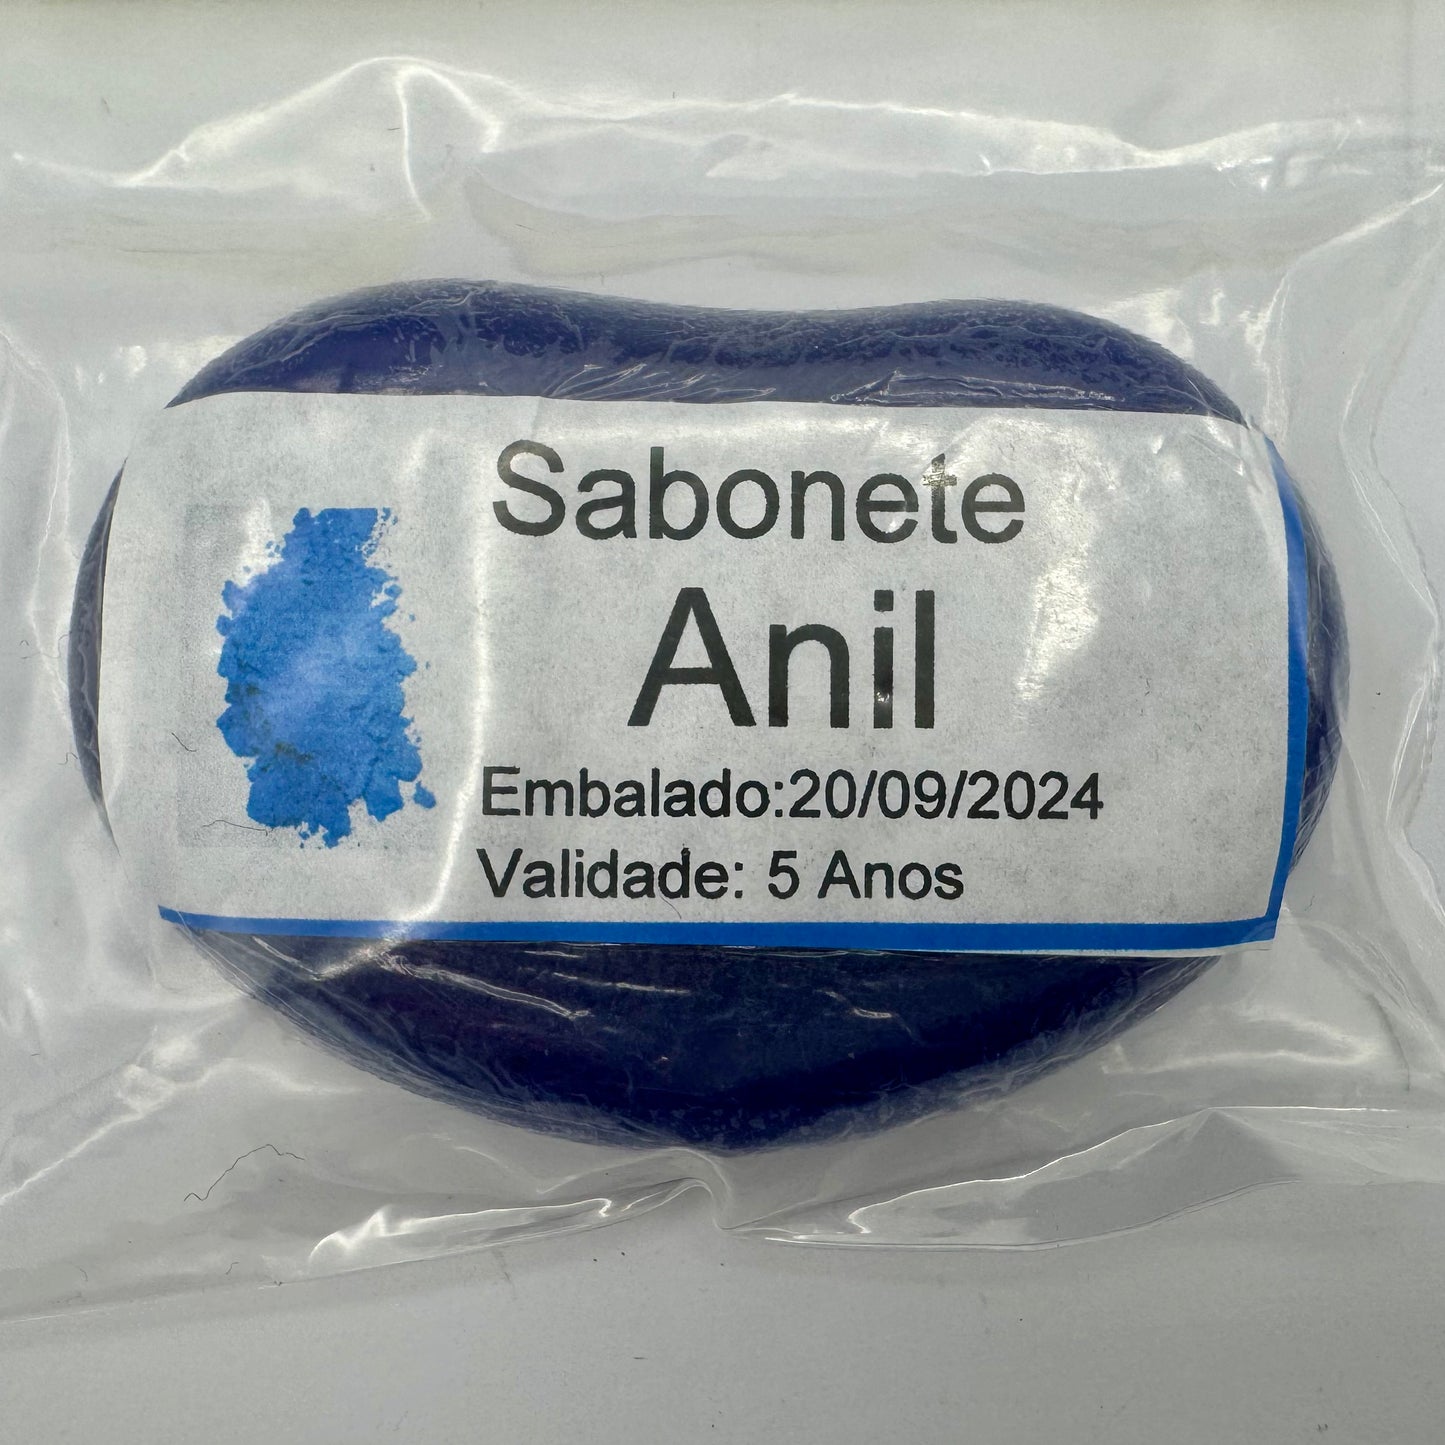 Sabonete
Anil
Embalado:20/09/2024
Validade: 5 Anos